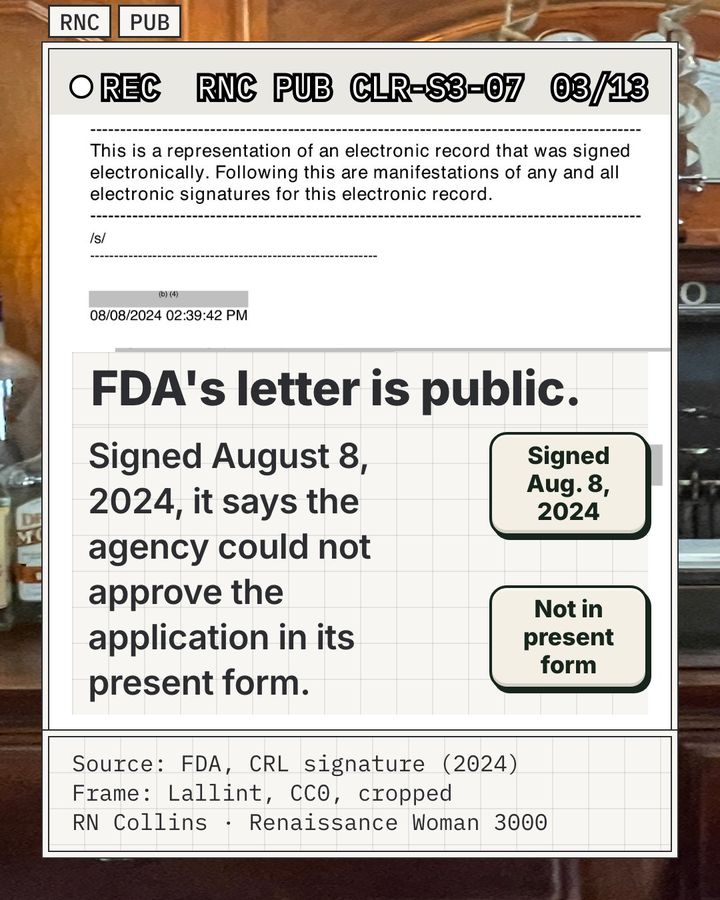 RNC PUB
REC RNC PUB CLR-S3-07 03/13
This is a representation of an electronic record that was signed
electronically. Following this are manifestations of any and all
electronic signatures for this electronic record.
/s/
(b) (4)
08/08/2024 02:39:42 PM
FDA's letter is public.
Signed August 8,
2024, it says the
agency could not
approve the
application in its
present form.
Signed
Aug. 8,
2024
Not in
present
form
Source: FDA, CRL signature (2024)
Frame: Lallint, CC0, cropped
RN Collins · Renaissance Woman 3000